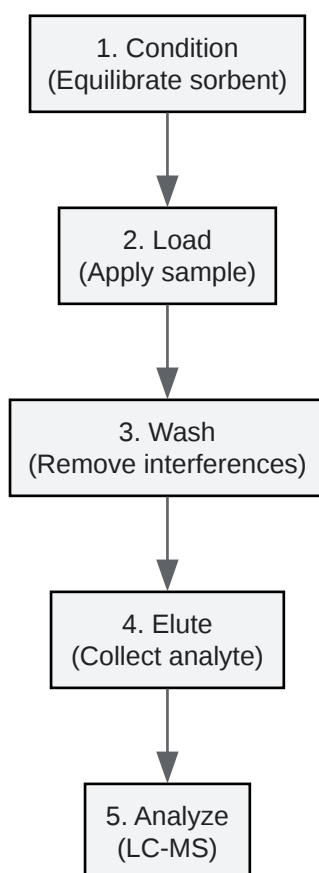 1. Condition
(Equilibrate sorbent)
2. Load
(Apply sample)
3. Wash
(Remove interferences)
4. Elute
(Collect analyte)
5. Analyze
(LC-MS)